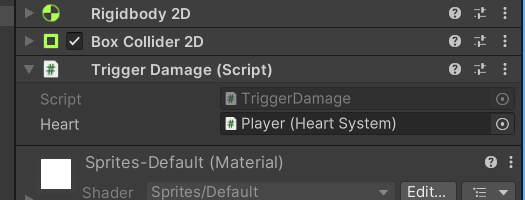 Rigidbody 2D
Box Collider 2D
Trigger Damage (Script)
Script TriggerDamage
Heart Player (Heart System)
Sprites-Default (Material)
Shader Sprites/Default Edit...